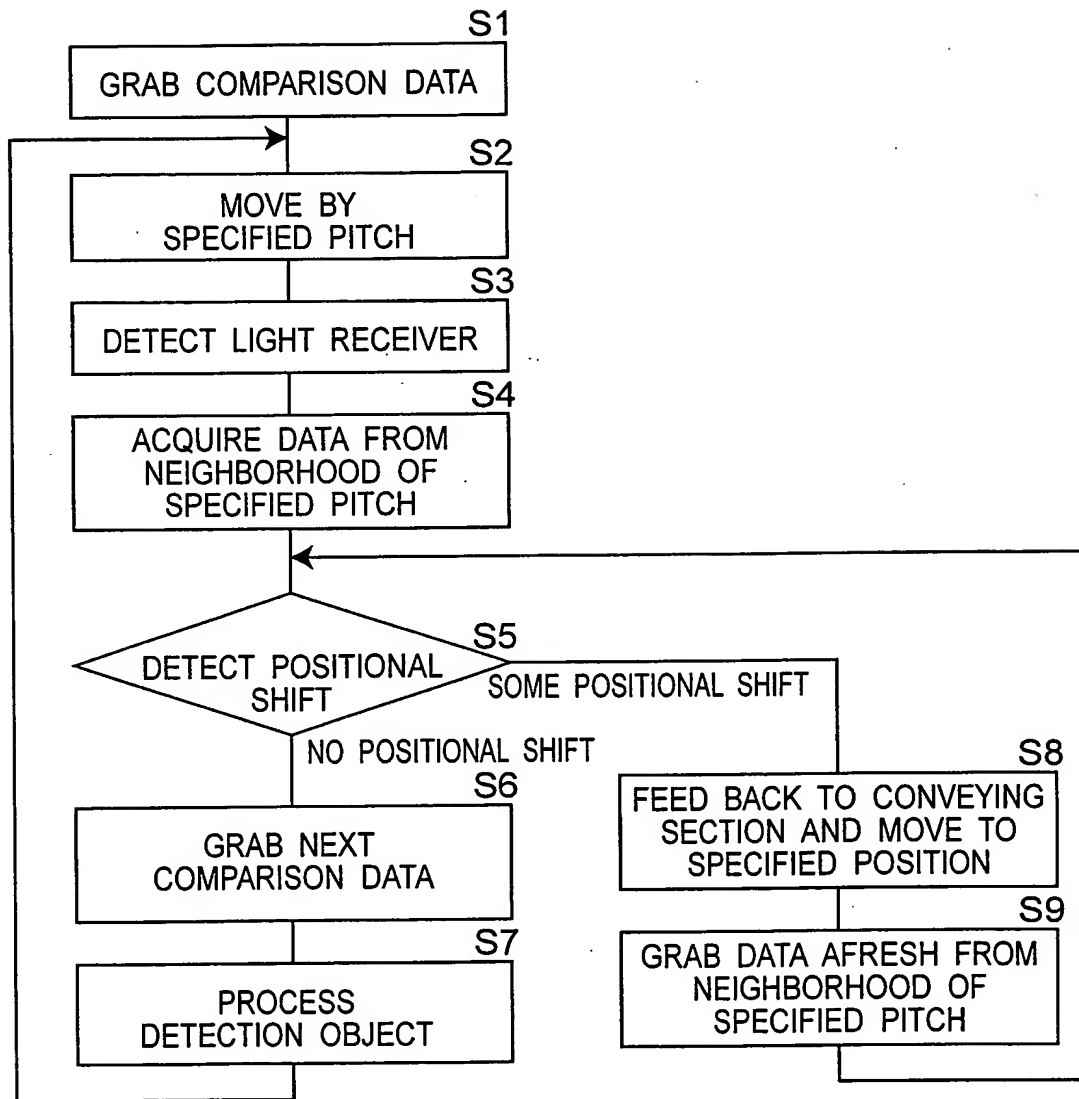 S1
GRAB COMPARISON DATA
S2
MOVE BY
SPECIFIED PITCH
S3
DETECT LIGHT RECEIVER
S4
ACQUIRE DATA FROM
NEIGHBORHOOD OF
SPECIFIED PITCH
S5
DETECT POSITIONAL
SHIFT
SOME POSITIONAL SHIFT
NO POSITIONAL SHIFT
S6
GRAB NEXT
COMPARISON DATA
S7
PROCESS
DETECTION OBJECT
S8
FEED BACK TO CONVEYING
SECTION AND MOVE TO
SPECIFIED POSITION
S9
GRAB DATA AFRESH FROM
NEIGHBORHOOD OF
SPECIFIED PITCH